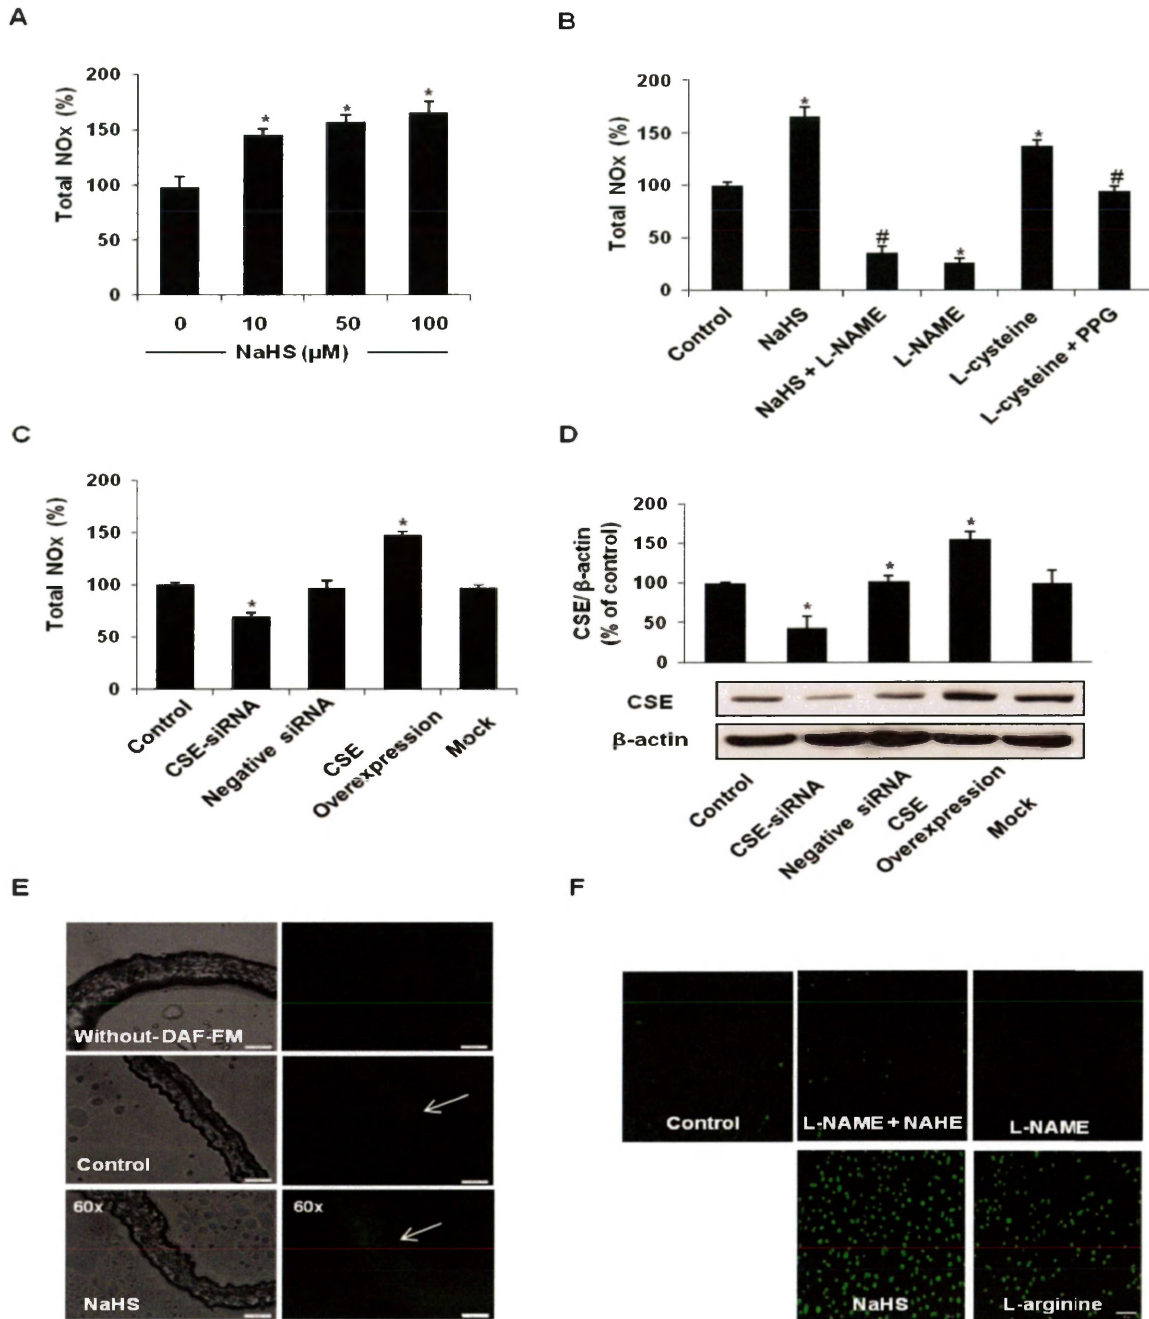 A
Total NOx (%)
200
150
100
50
0
*
*
*
0 10 50 100
NaHS (µM)
B
Total NOx (%)
200
150
100
50
0
*
#
*
*
#
Control
NaHS
NaHS + L-NAME
L-NAME
L-cysteine
L-cysteine + PPG
C
Total NOx (%)
200
150
100
50
0
*
*
Control
CSE-siRNA
Negative siRNA
CSE
Overexpression
Mock
D
CSE/β-actin
(% of control)
200
150
100
50
0
*
*
*
CSE
β-actin
Control
CSE-siRNA
Negative siRNA
CSE
Overexpression
Mock
E
Without-DAF-FM
Control
60x
60x
NaHS
F
Control
L-NAME + NAHE
L-NAME
NaHS
L-arginine